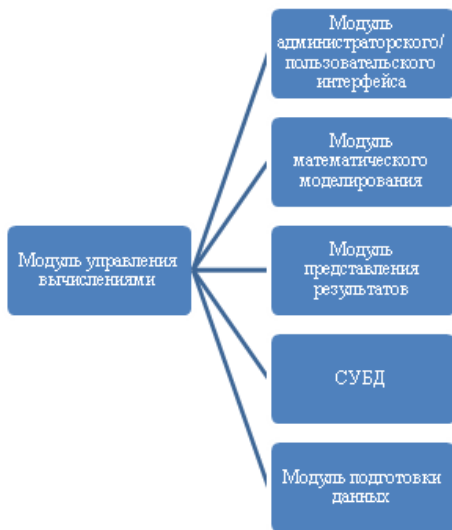 Модуль
администраторского/
пользовательского
интерфейса
Модуль
математического
моделирования
Модуль управления
вычислениями
Модуль
представления
результатов
СУБД
Модуль подготовки
данных